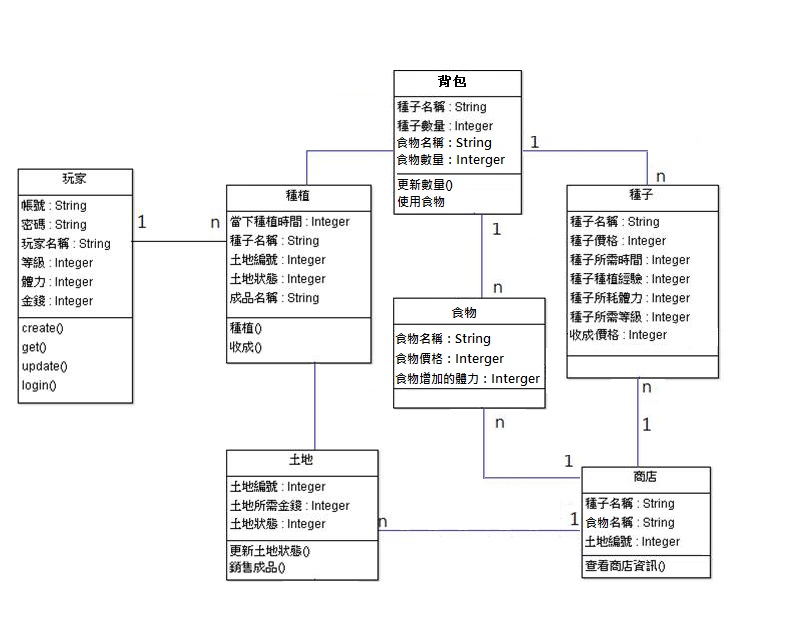 背包
種子名稱 : String
種子數量 : Integer
食物名稱：String
食物數量：Interger
更新數量()
使用食物
玩家
帳號 : String
密碼 : String
玩家名稱 : String
等級 : Integer
體力 : Integer
金錢 : Integer
create()
get()
update()
login()
1
n
種植
當下種植時間 : Integer
種子名稱 : String
土地編號 : Integer
土地狀態 : Integer
成品名稱 : String
種植()
收成()
1
n
種子
種子名稱 : String
種子價格 : Integer
種子所需時間 : Integer
種子種植經驗 : Integer
種子所耗體力 : Integer
種子所需等級 : Integer
收成價格 : Integer
1
n
食物
食物名稱：String
食物價格：Interger
食物增加的體力：Interger
n
1
n
1
土地
土地編號 : Integer
土地所需金錢 : Integer
土地狀態 : Integer
更新土地狀態()
銷售成品()
n
1
商店
種子名稱 : String
食物名稱 : String
土地編號 : Integer
查看商店資訊()